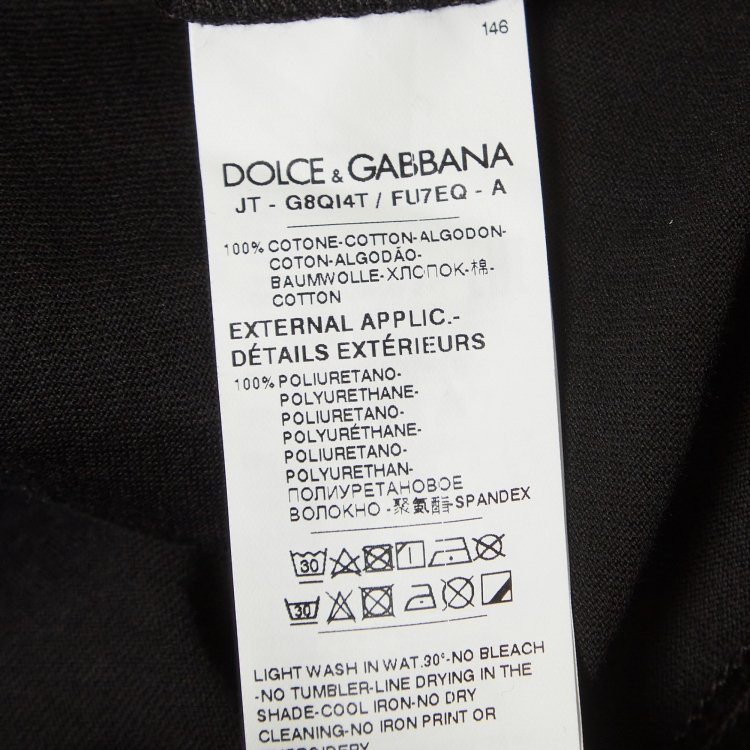 146
DOLCE & GABBANA
JT - G8QI4T / FU7EQ - A
100% COTONE-COTTON-ALGODON-
COTON-ALGODÃO-
BAUMWOLLE-ХЛОПОК-棉-
COTTON
EXTERNAL APPLIC.-
DÉTAILS EXTÉRIEURS
100% POLIURETANO-
POLYURETHANE-
POLIURETANO-
POLYURÉTHANE-
POLIURETANO-
POLYURETHAN-
ПОЛИУРЕТАНОВОЕ
ВОЛОКНО -聚氨酯-SPANDEX
30
30
LIGHT WASH IN WAT.30°-NO BLEACH
-NO TUMBLER-LINE DRYING IN THE
SHADE-COOL IRON-NO DRY
CLEANING-NO IRON PRINT OR
EMBROIDERY